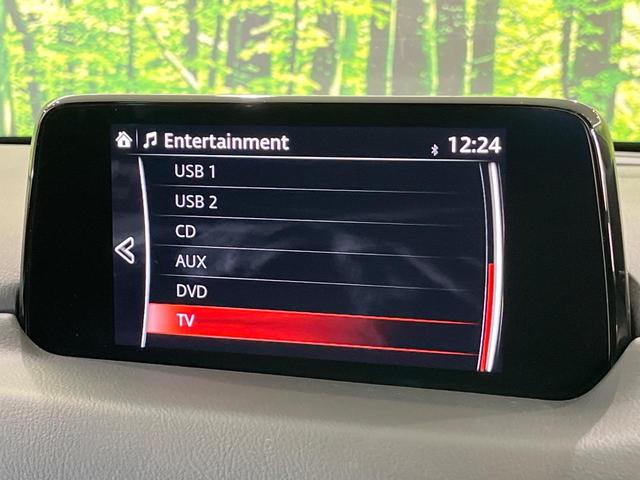 Entertainment 12:24
USB 1
USB 2
CD
AUX
DVD
TV